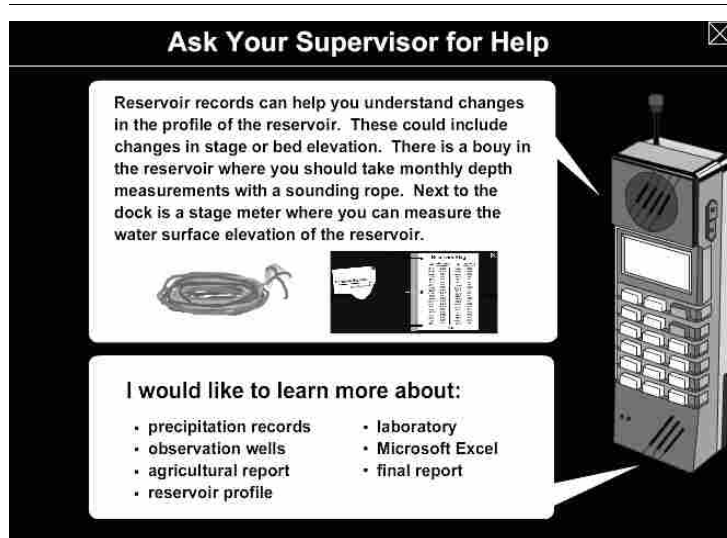 Ask Your Supervisor for Help
Reservoir records can help you understand changes
in the profile of the reservoir. These could include
changes in stage or bed elevation. There is a bouy in
the reservoir where you should take monthly depth
measurements with a sounding rope. Next to the
dock is a stage meter where you can measure the
water surface elevation of the reservoir.
I would like to learn more about:
• precipitation records
• observation wells
• agricultural report
• reservoir profile
• laboratory
• Microsoft Excel
• final report